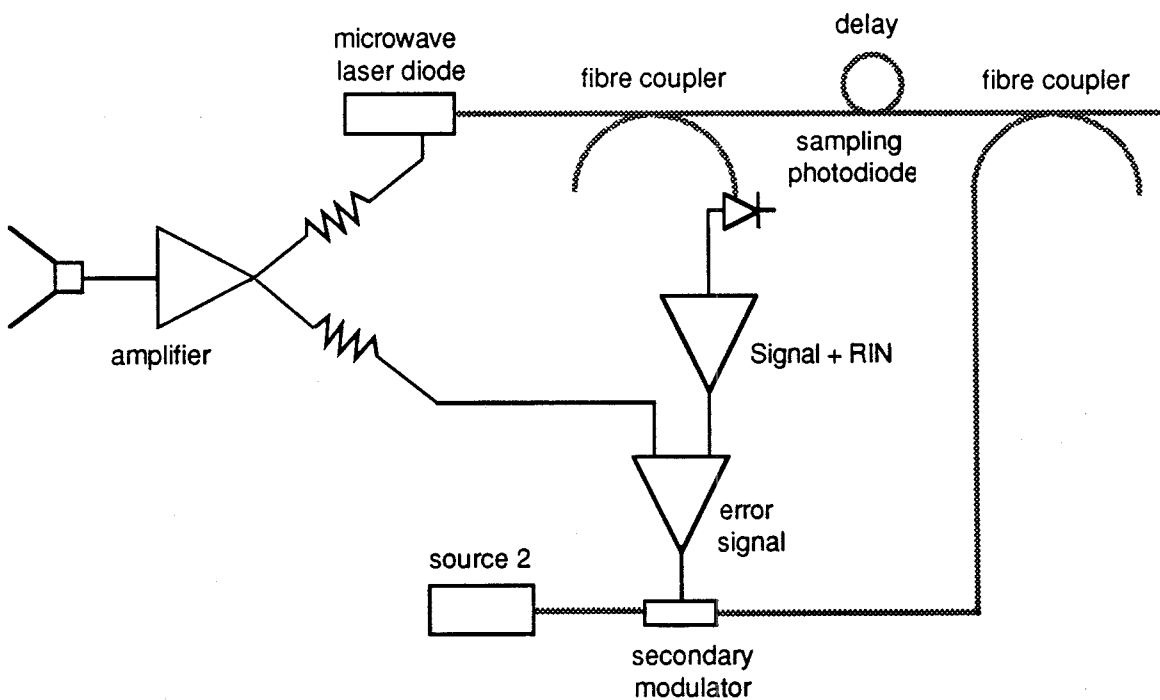 delay
microwave
laser diode
fibre coupler
fibre coupler
sampling
photodiode
amplifier
Signal + RIN
error
signal
source 2
secondary
modulator